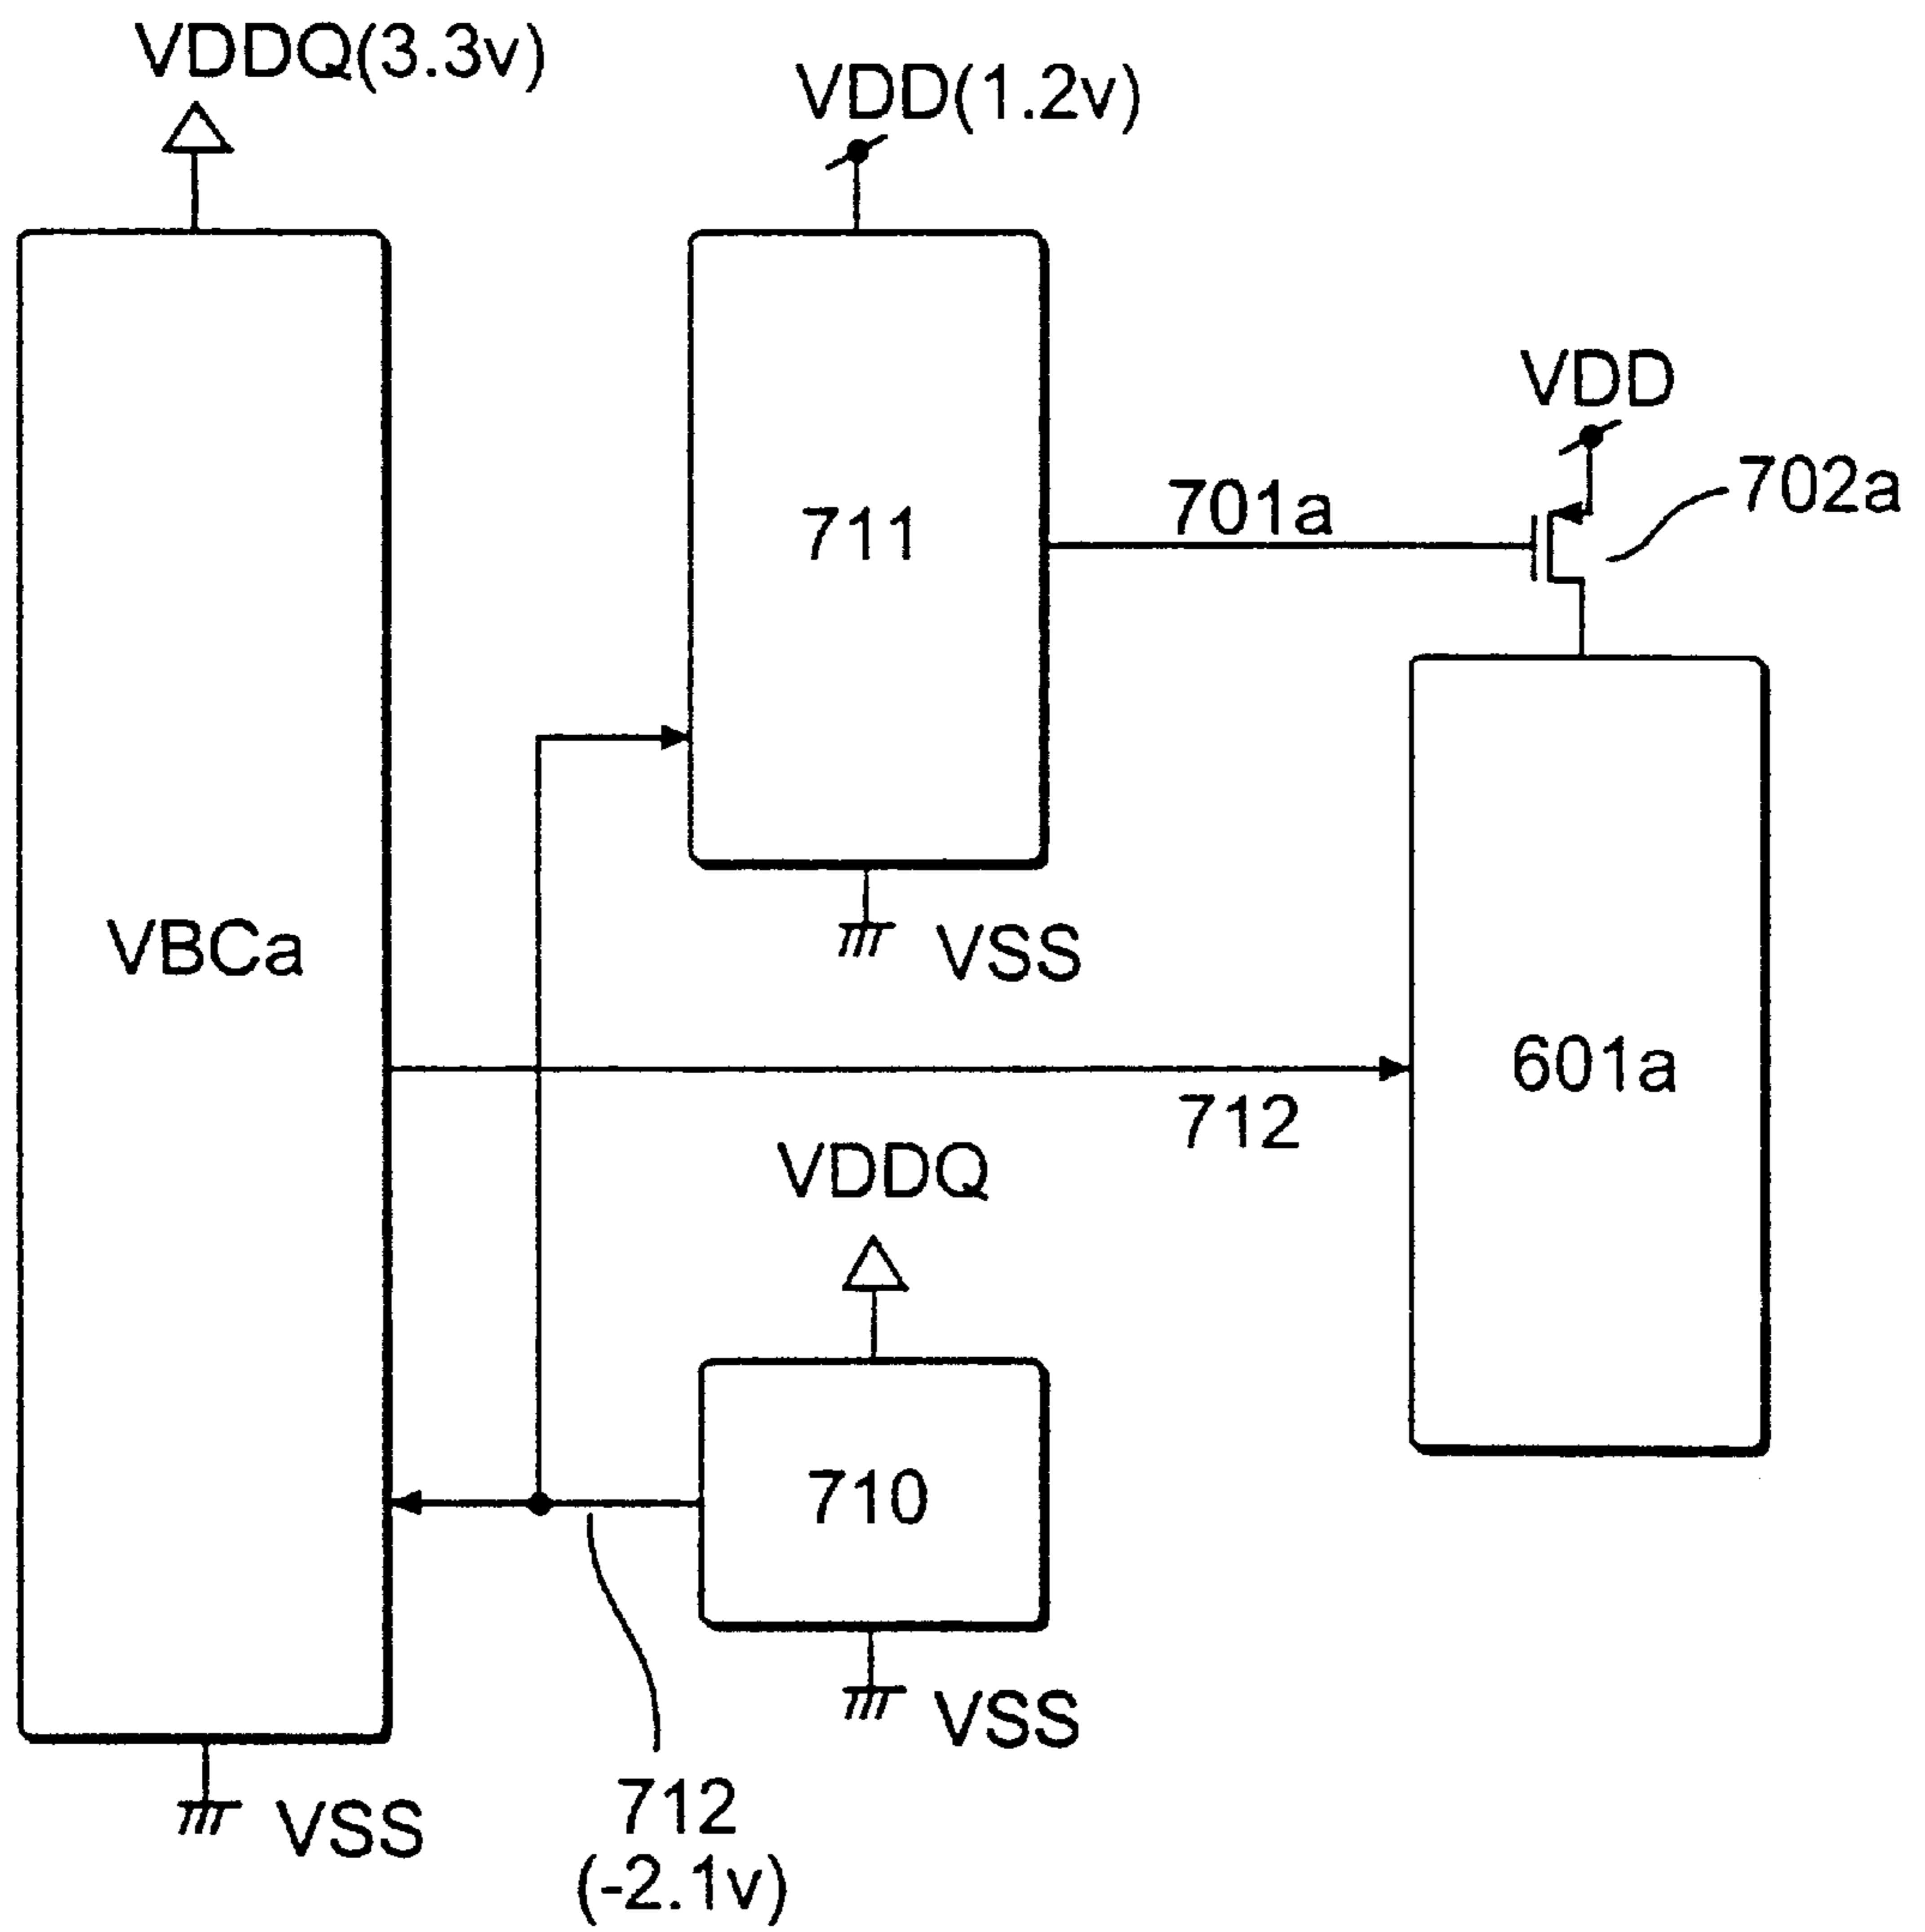 VDDQ(3.3v)
VDD(1.2v)
VDD
702a
701a
711
VBCa
VSS
601a
712
VDDQ
710
VSS
712
(-2.1v)
VSS